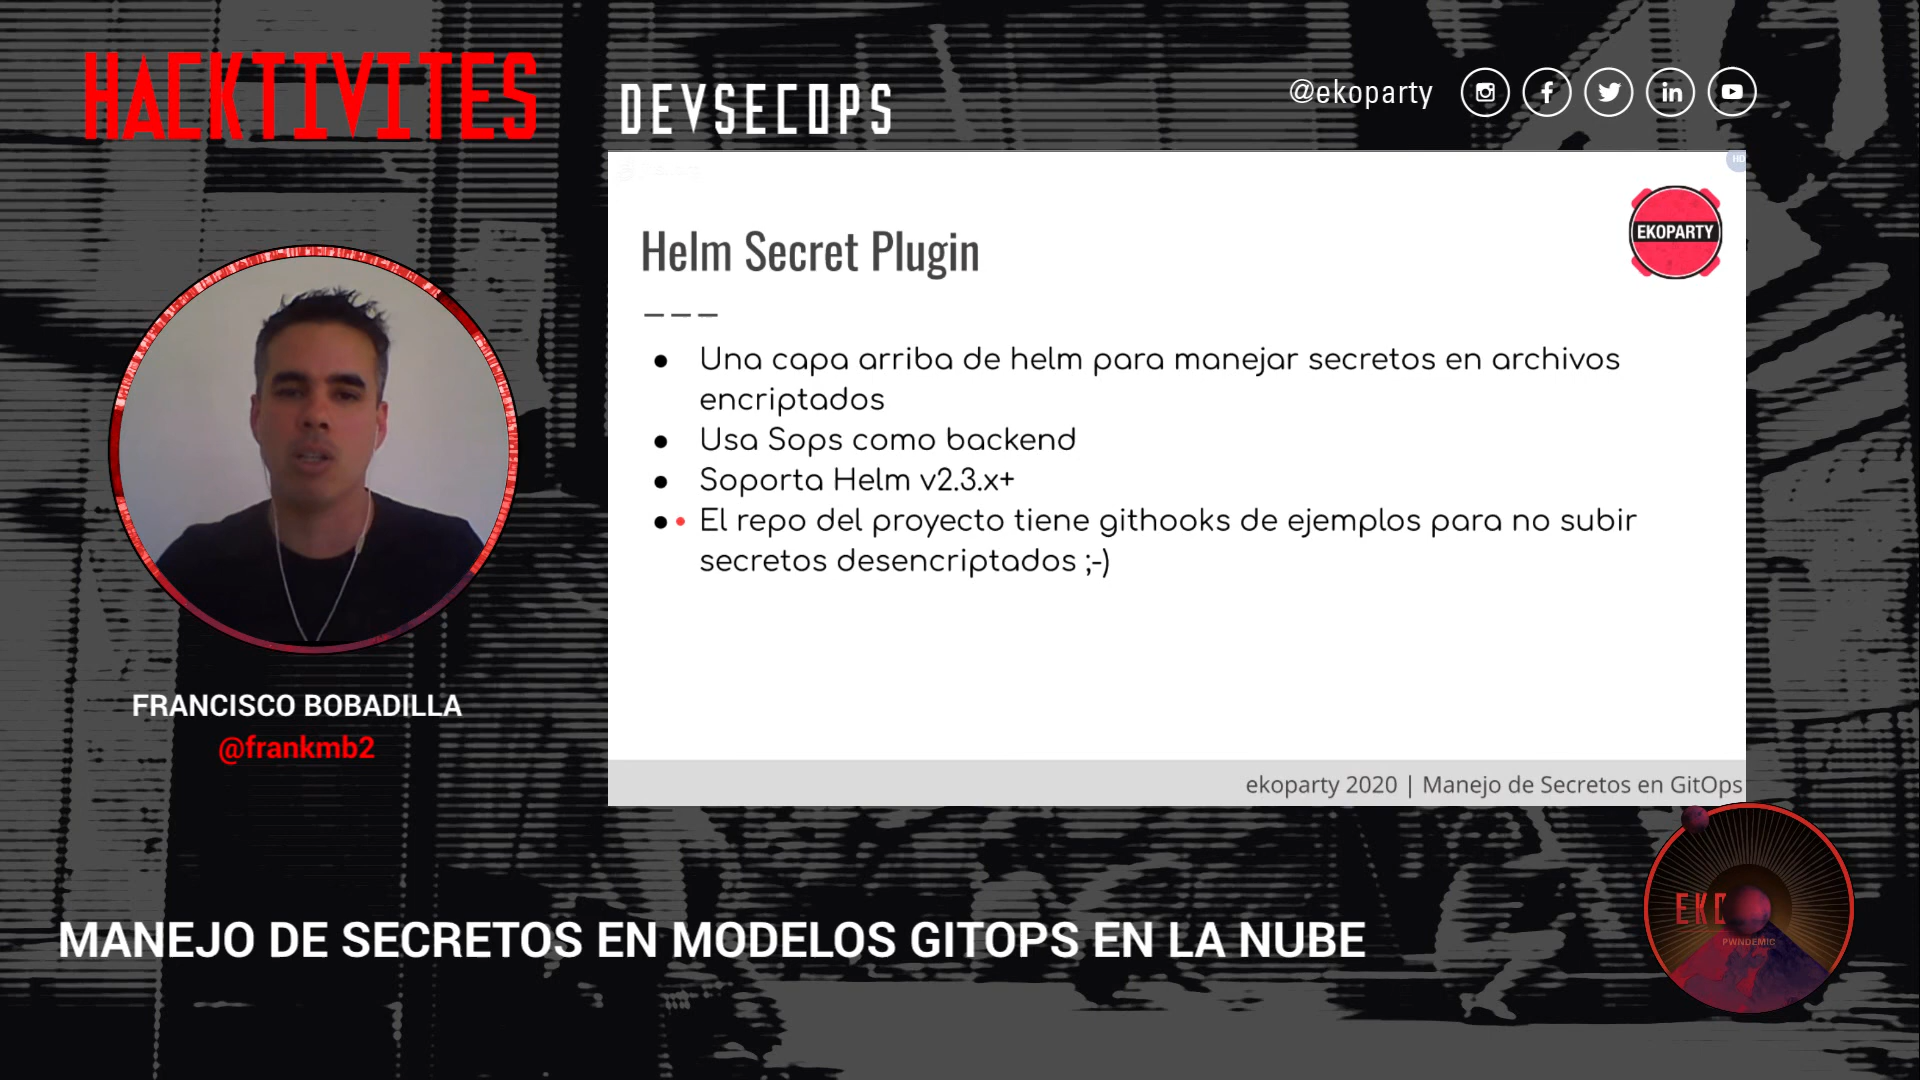 HACKTIVITES
DEVSECOPS
@ekoparty
HD
EKOPARTY
Helm Secret Plugin
● Una capa arriba de helm para manejar secretos en archivos
encriptados
● Usa Sops como backend
● Soporta Helm v2.3.x+
● El repo del proyecto tiene githooks de ejemplos para no subir
secretos desencriptados ;-)
ekoparty 2020 | Manejo de Secretos en GitOps
FRANCISCO BOBADILLA
@frankmb2
MANEJO DE SECRETOS EN MODELOS GITOPS EN LA NUBE
PWNDEMIC